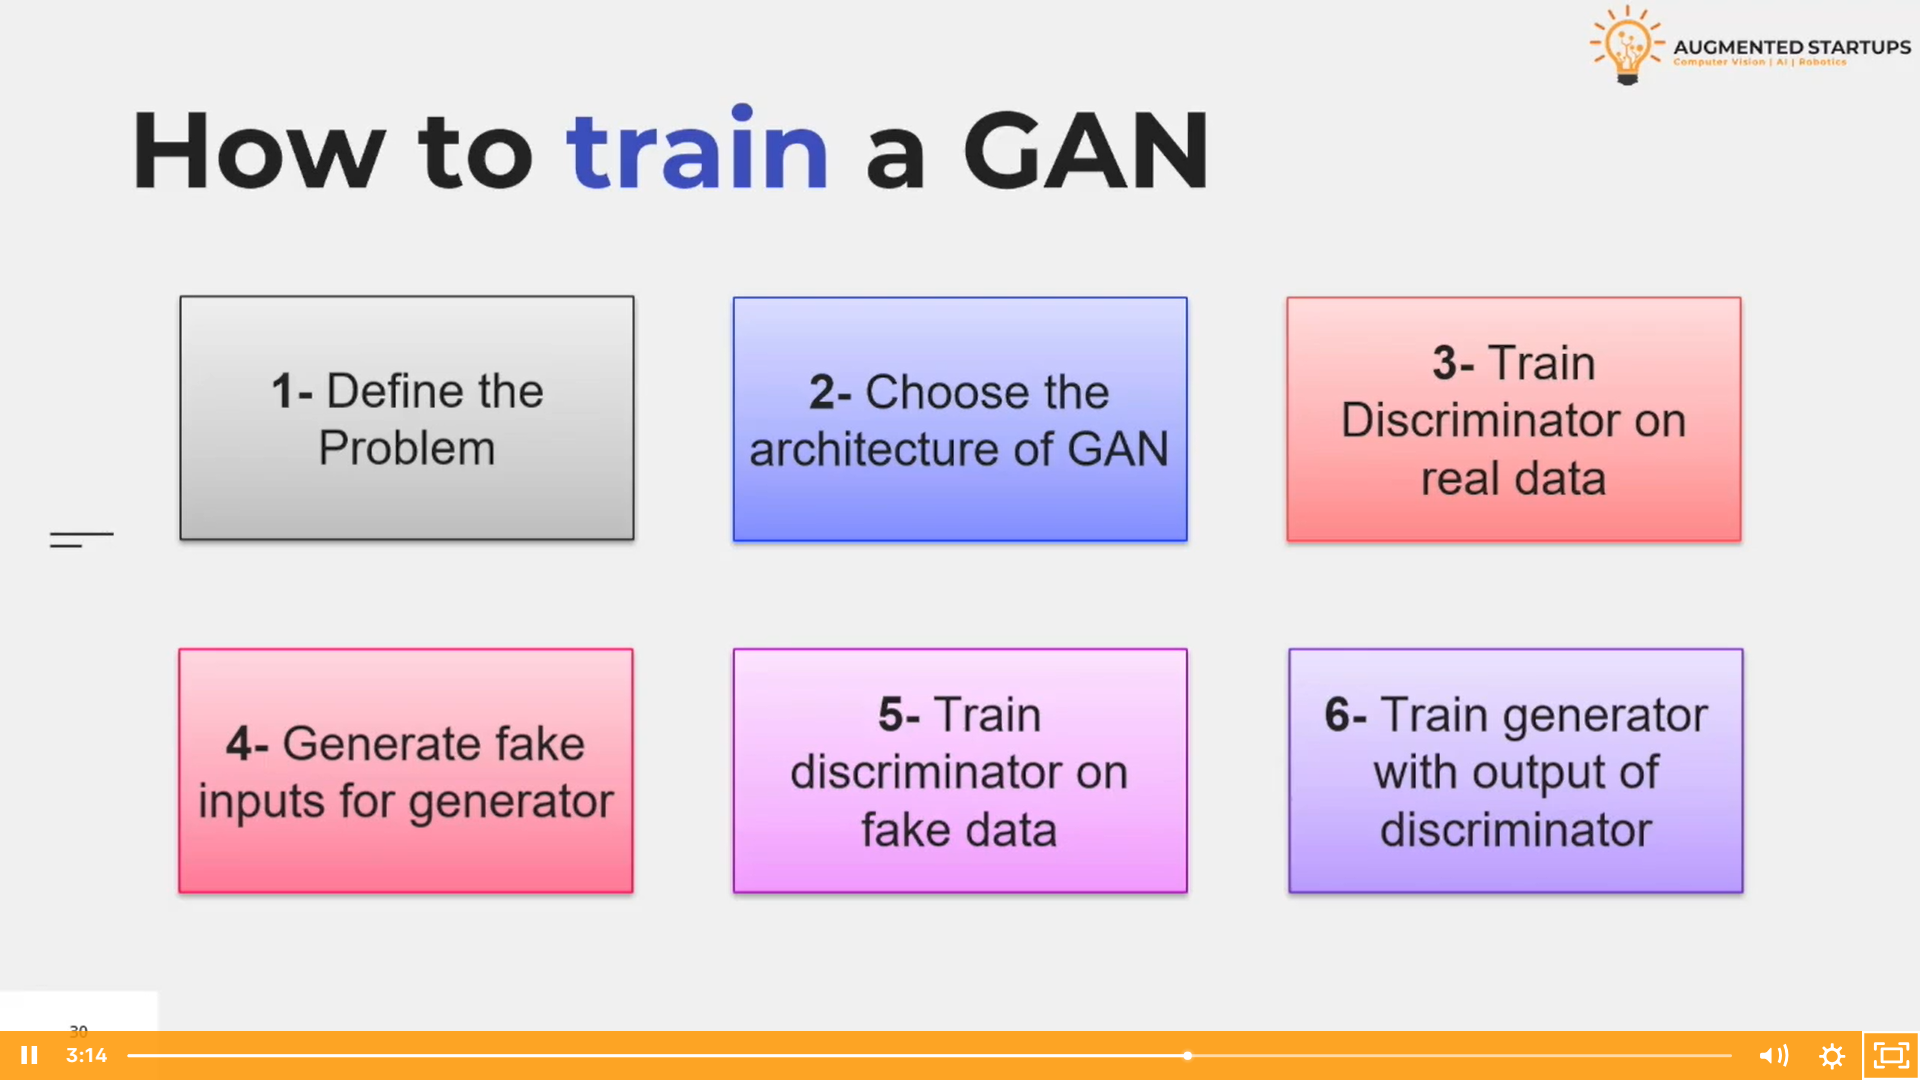 AUGMENTED STARTUPS
Computer Vision | AI | Robotics
How to train a GAN
1- Define the
Problem
2- Choose the
architecture of GAN
3- Train
Discriminator on
real data
4- Generate fake
inputs for generator
5- Train
discriminator on
fake data
6- Train generator
with output of
discriminator
30
3:14